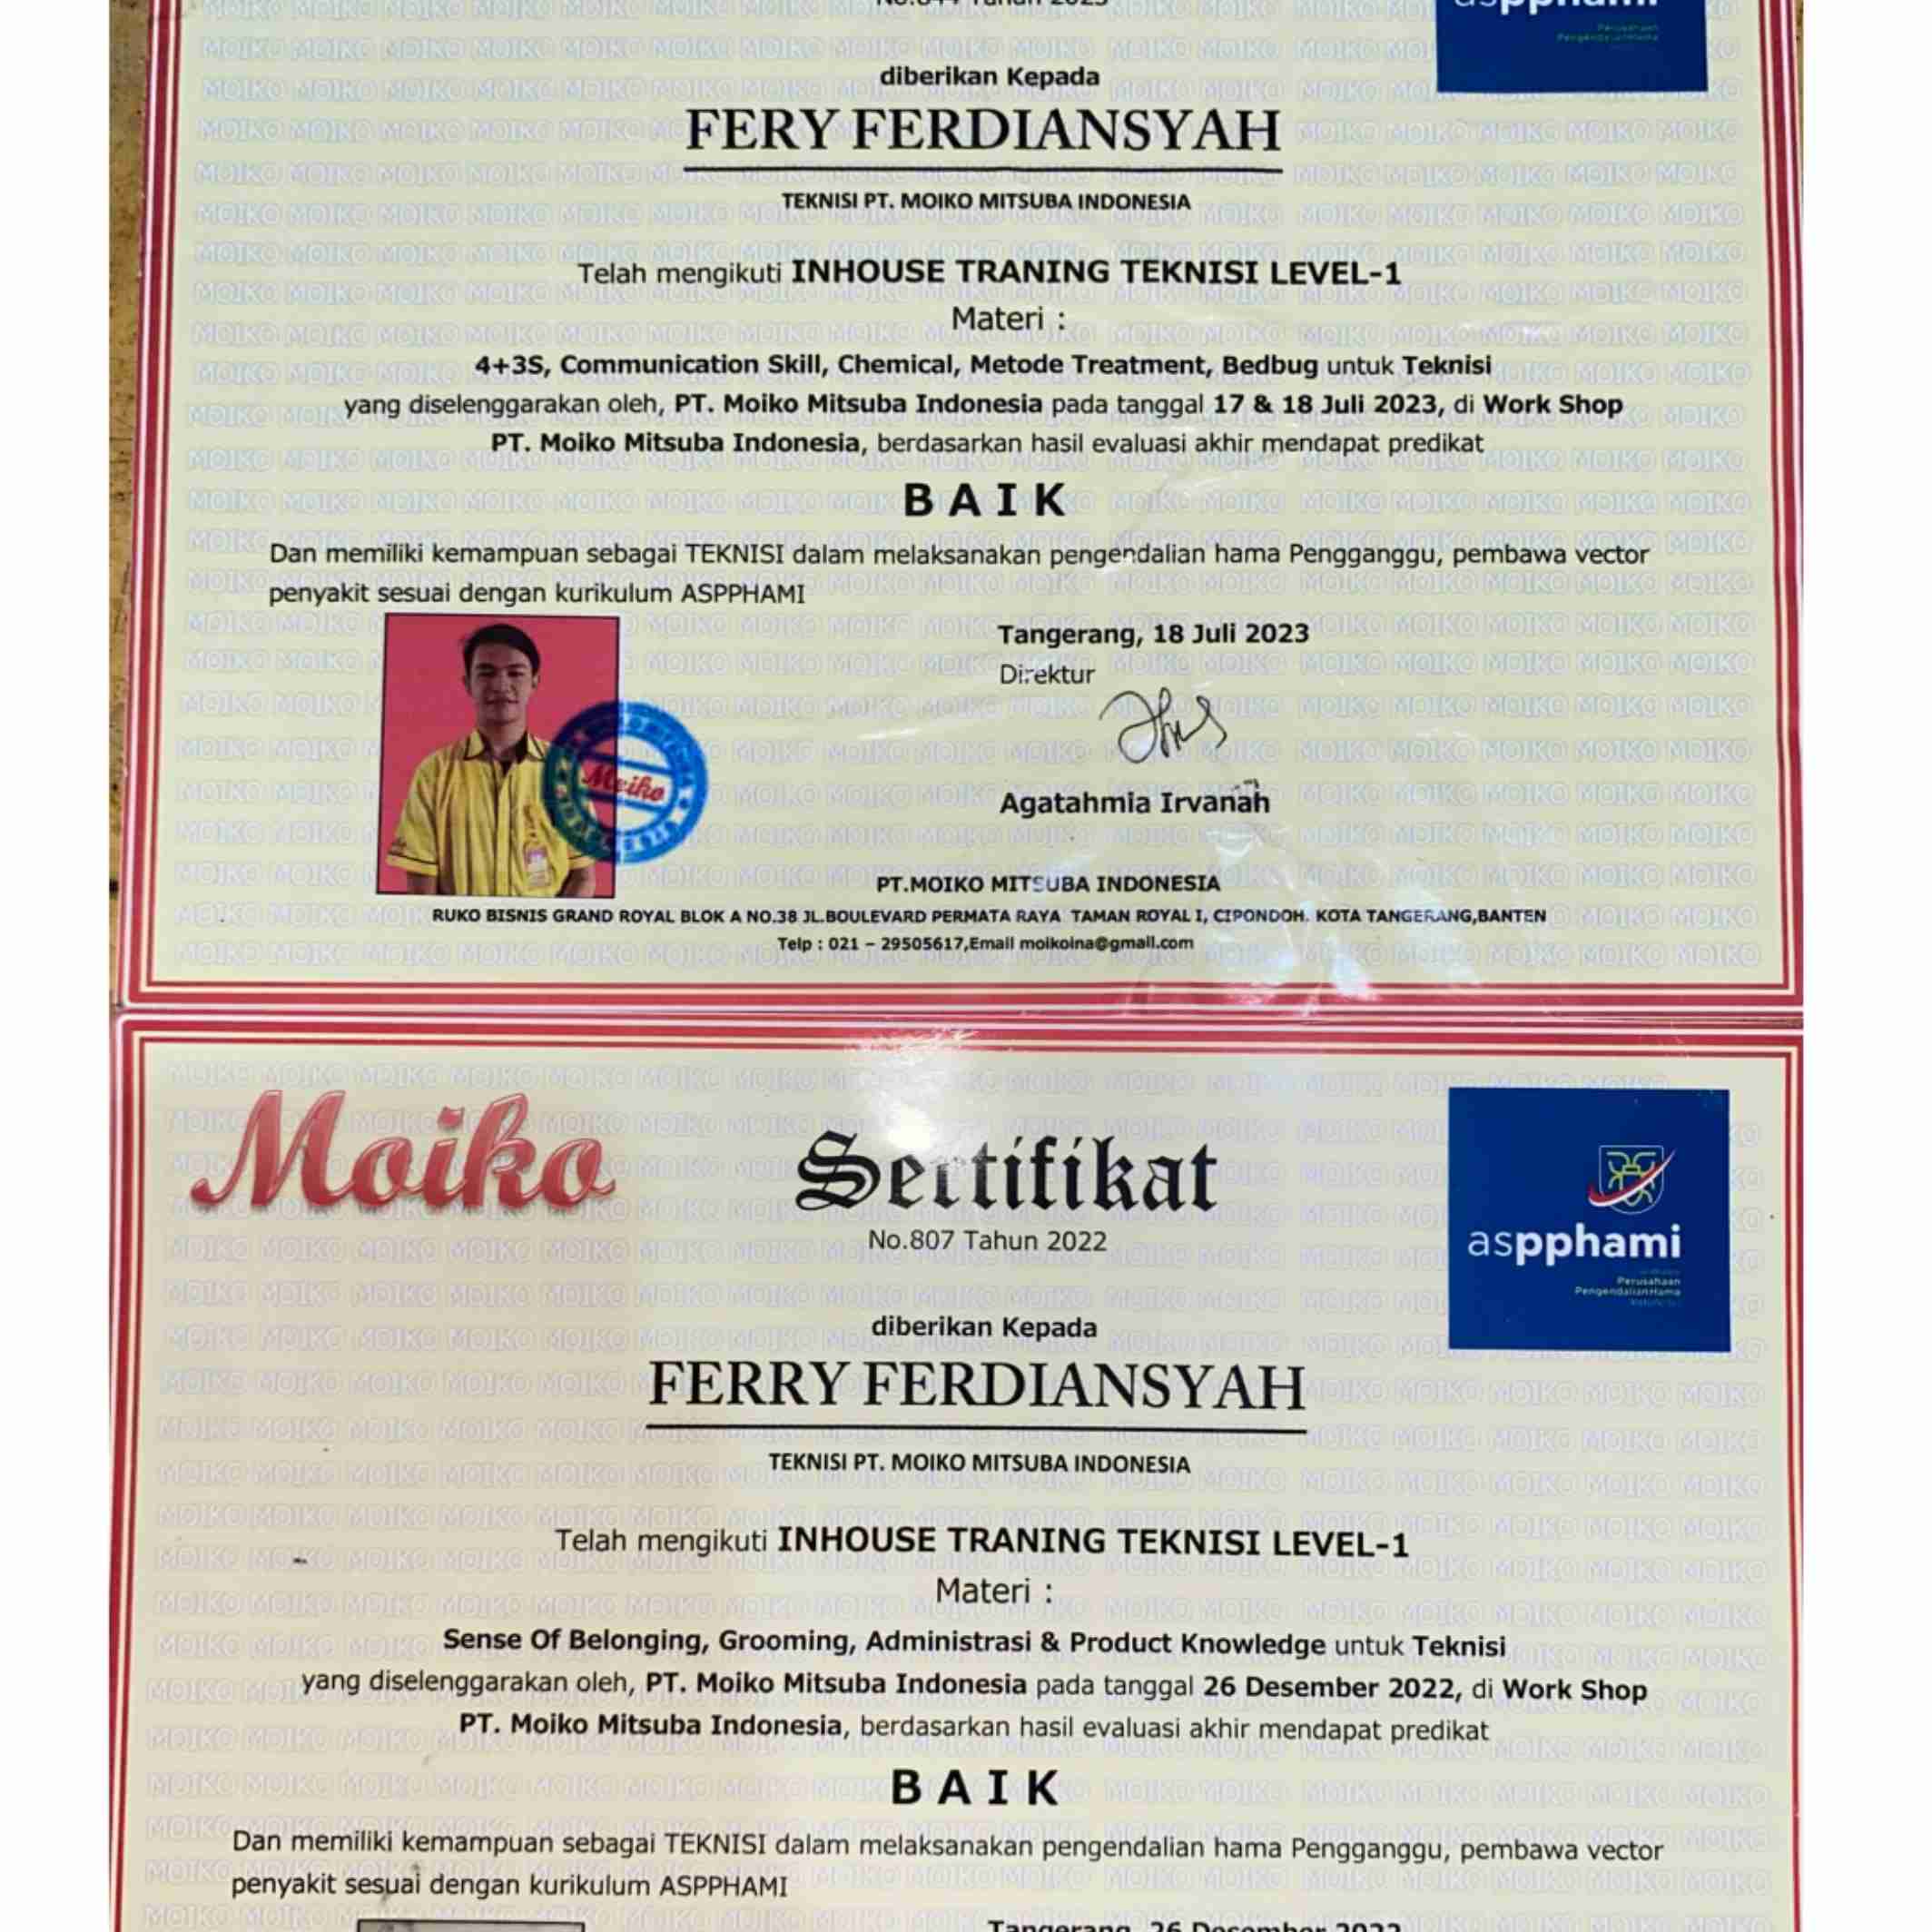 aspphami
Perusahaan
PengendalianHama
diberikan Kepada
FERY FERDIANSYAH
TEKNISI PT. MOIKO MITSUBA INDONESIA
Telah mengikuti INHOUSE TRANING TEKNISI LEVEL-1
Materi :
4+3S, Communication Skill, Chemical, Metode Treatment, Bedbug untuk Teknisi
yang diselenggarakan oleh, PT. Moiko Mitsuba Indonesia pada tanggal 17 & 18 Juli 2023, di Work Shop
PT. Moiko Mitsuba Indonesia, berdasarkan hasil evaluasi akhir mendapat predikat
B A I K
Dan memiliki kemampuan sebagai TEKNISI dalam melaksanakan pengendalian hama Pengganggu, pembawa vector
penyakit sesuai dengan kurikulum ASPPHAMI
Tangerang, 18 Juli 2023
Direktur
Moiko
Agatahmia Irvanah
PT.MOIKO MITSUBA INDONESIA
RUKO BISNIS GRAND ROYAL BLOK A NO.38 JL.BOULEVARD PERMATA RAYA TAMAN ROYAL I, CIPONDOH. KOTA TANGERANG,BANTEN
Telp : 021 – 29505617,Email moikoina@gmail.com
Moiko
Sertifikat
No.807 Tahun 2022
aspphami
Perusahaan
PengendalianHama
diberikan Kepada
FERRY FERDIANSYAH
TEKNISI PT. MOIKO MITSUBA INDONESIA
Telah mengikuti INHOUSE TRANING TEKNISI LEVEL-1
Materi :
Sense Of Belonging, Grooming, Administrasi & Product Knowledge untuk Teknisi
yang diselenggarakan oleh, PT. Moiko Mitsuba Indonesia pada tanggal 26 Desember 2022, di Work Shop
PT. Moiko Mitsuba Indonesia, berdasarkan hasil evaluasi akhir mendapat predikat
B A I K
Dan memiliki kemampuan sebagai TEKNISI dalam melaksanakan pengendalian hama Pengganggu, pembawa vector
penyakit sesuai dengan kurikulum ASPPHAMI
Tangerang, 26 Desember 2022